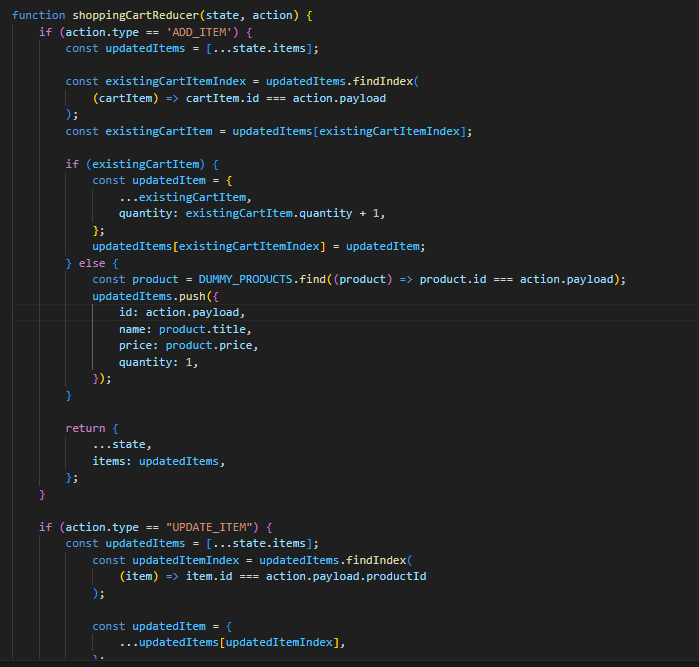 function shoppingCartReducer(state, action) {
if (action.type == 'ADD_ITEM') {
const updatedItems = [...state.items];
const existingCartItemIndex = updatedItems.findIndex(
(cartItem) => cartItem.id === action.payload
);
const existingCartItem = updatedItems[existingCartItemIndex];
if (existingCartItem) {
const updatedItem = {
...existingCartItem,
quantity: existingCartItem.quantity + 1,
};
updatedItems[existingCartItemIndex] = updatedItem;
} else {
const product = DUMMY_PRODUCTS.find((product) => product.id === action.payload);
updatedItems.push({
id: action.payload,
name: product.title,
price: product.price,
quantity: 1,
});
}
return {
...state,
items: updatedItems,
};
}
if (action.type == "UPDATE_ITEM") {
const updatedItems = [...state.items];
const updatedItemIndex = updatedItems.findIndex(
(item) => item.id === action.payload.productId
);
const updatedItem = {
...updatedItems[updatedItemIndex],